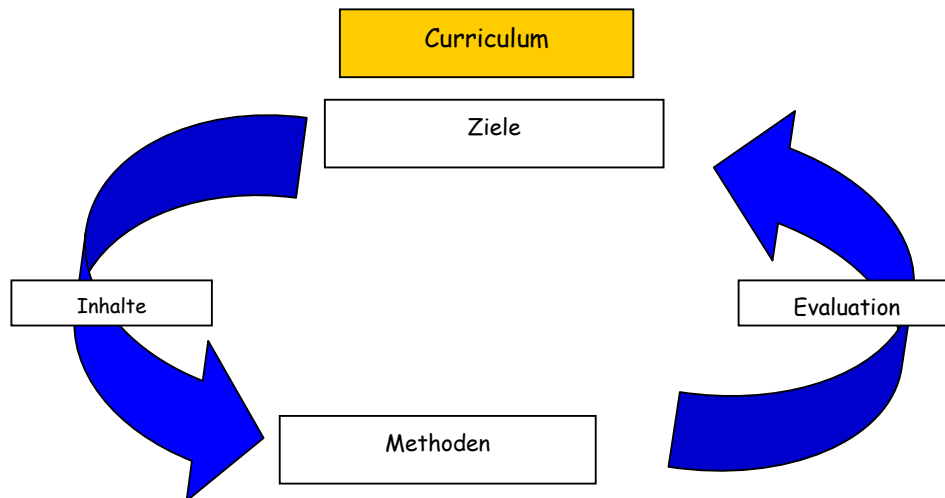 Curriculum
Ziele
Inhalte
Evaluation
Methoden